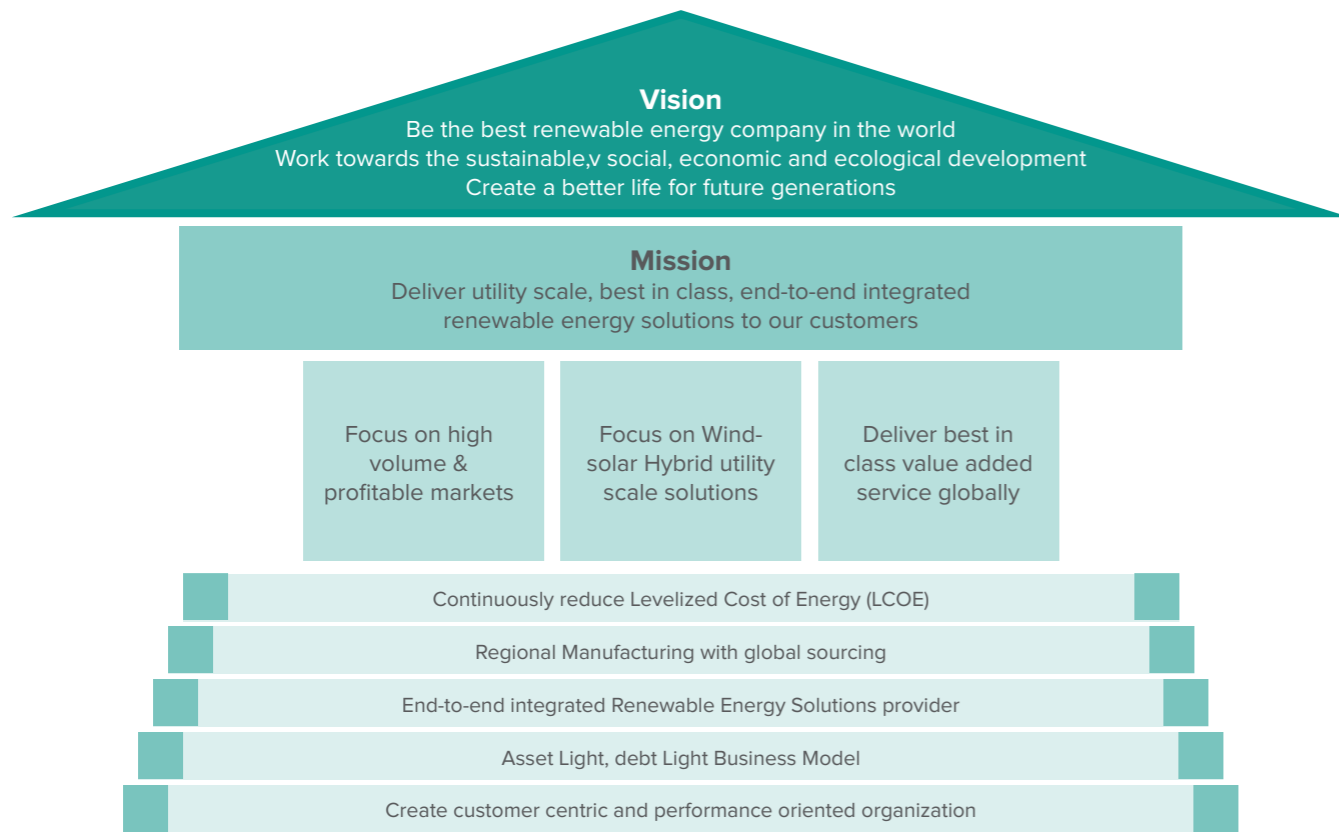 Vision
Be the best renewable energy company in the world
Work towards the sustainable,v social, economic and ecological development
Create a better life for future generations
Mission
Deliver utility scale, best in class, end-to-end integrated
renewable energy solutions to our customers
Focus on high
volume &
profitable markets
Focus on Wind-
solar Hybrid utility
scale solutions
Deliver best in
class value added
service globally
Continuously reduce Levelized Cost of Energy (LCOE)
Regional Manufacturing with global sourcing
End-to-end integrated Renewable Energy Solutions provider
Asset Light, debt Light Business Model
Create customer centric and performance oriented organization